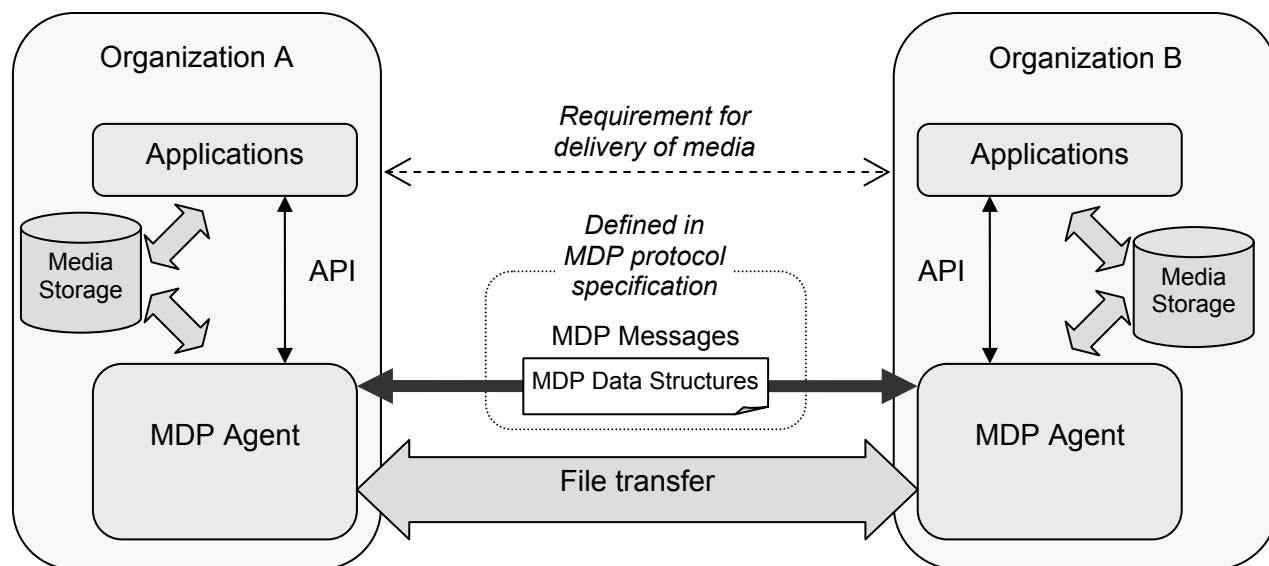 Organization A
Organization B
Requirement for
delivery of media
Applications
Applications
Defined in
MDP protocol
specification
Media
Storage
API
API
Media
Storage
MDP Messages
MDP Data Structures
MDP Agent
MDP Agent
File transfer